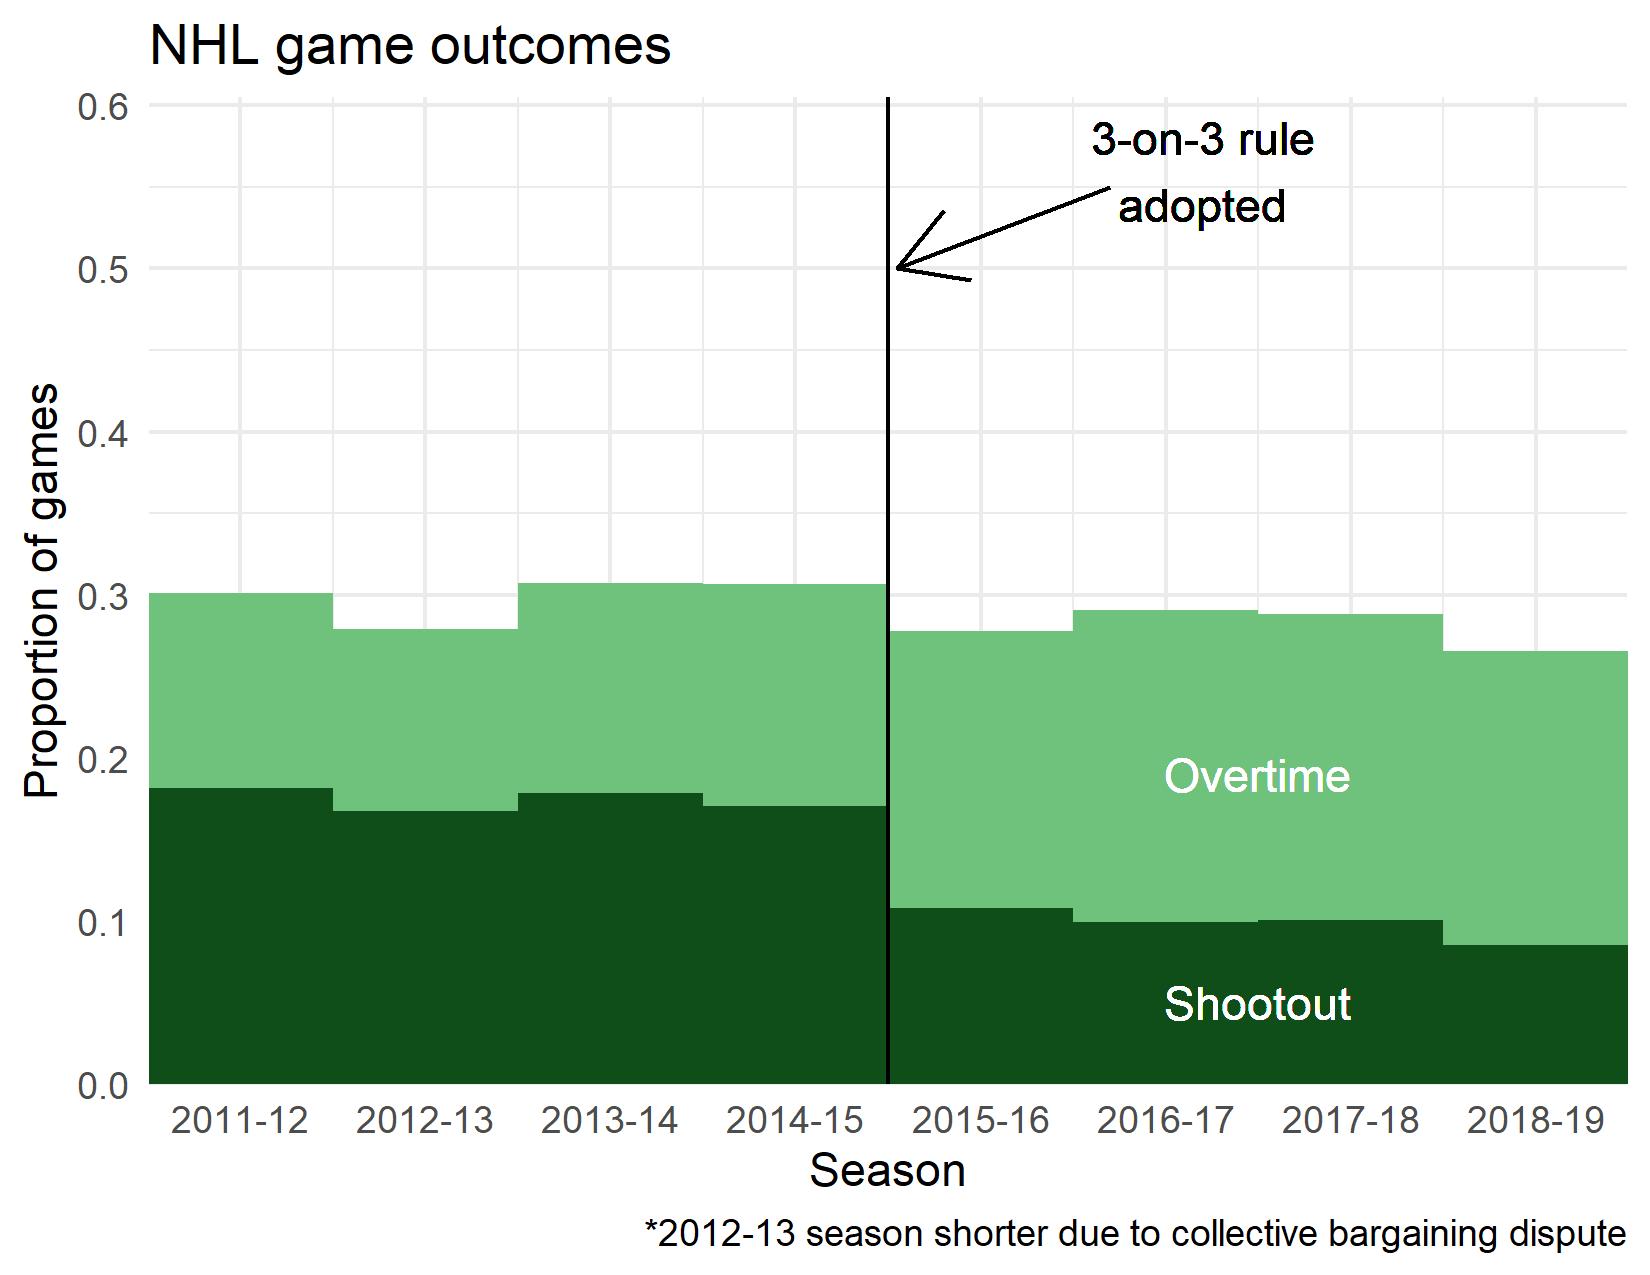 NHL game outcomes
0.6
0.5
0.4
0.3
0.2
0.1
0.0
Proportion of games
3-on-3 rule
adopted
Overtime
Shootout
2011-12 2012-13 2013-14 2014-15 2015-16 2016-17 2017-18 2018-19
Season
*2012-13 season shorter due to collective bargaining dispute